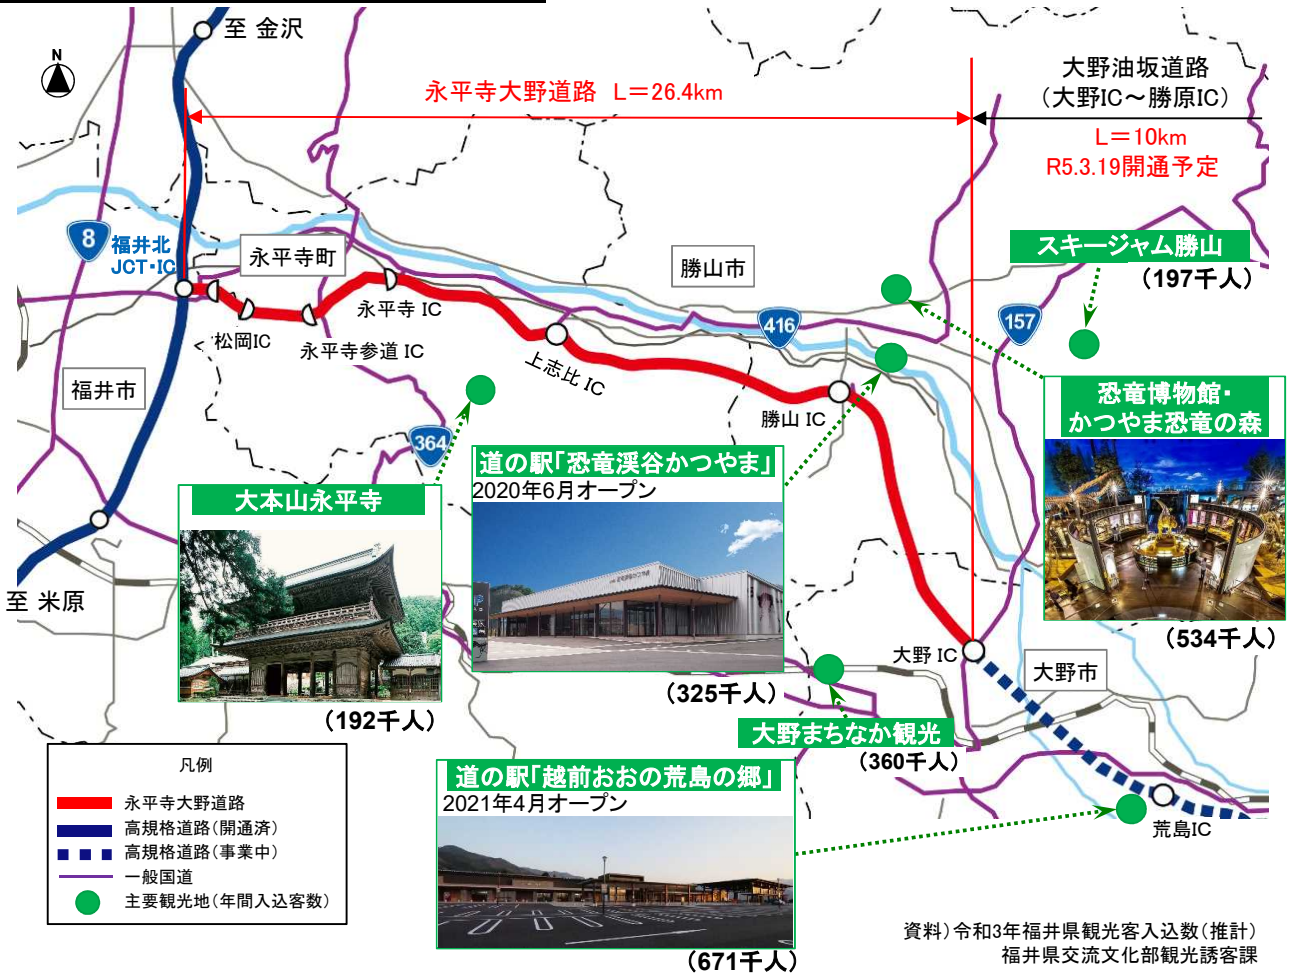 至 金沢
N
永平寺大野道路 L=26.4km
大野油坂道路
(大野IC～勝原IC)
L=10km
R5.3.19開通予定
8
福井北
JCT・IC
永平寺町
勝山市
スキージャム勝山
(197千人)
416
157
松岡IC
永平寺参道 IC
永平寺 IC
上志比 IC
勝山 IC
福井市
364
恐竜博物館・
かつやま恐竜の森
(534千人)
道の駅「恐竜渓谷かつやま」
2020年6月オープン
(325千人)
大本山永平寺
(192千人)
至 米原
大野 IC
大野市
大野まちなか観光
(360千人)
道の駅「越前おおの荒島の郷」
2021年4月オープン
(671千人)
荒島IC
凡例
永平寺大野道路
高規格道路(開通済)
高規格道路(事業中)
一般国道
主要観光地(年間入込客数)
資料)令和3年福井県観光客入込数(推計)
福井県交流文化部観光誘客課